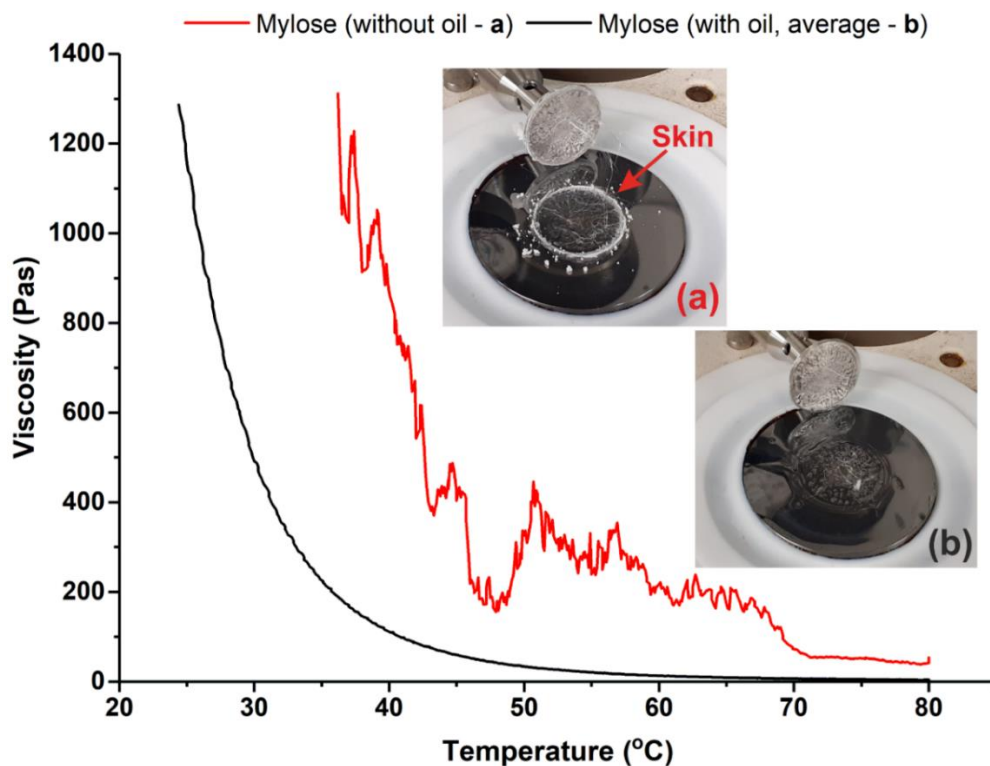 Mylose (without oil - a) Mylose (with oil, average - b)
1400
1200
1000
800
600
400
200
0
Viscosity (Pas)
Skin
(a)
(b)
20 30 40 50 60 70 80 90
Temperature (°C)